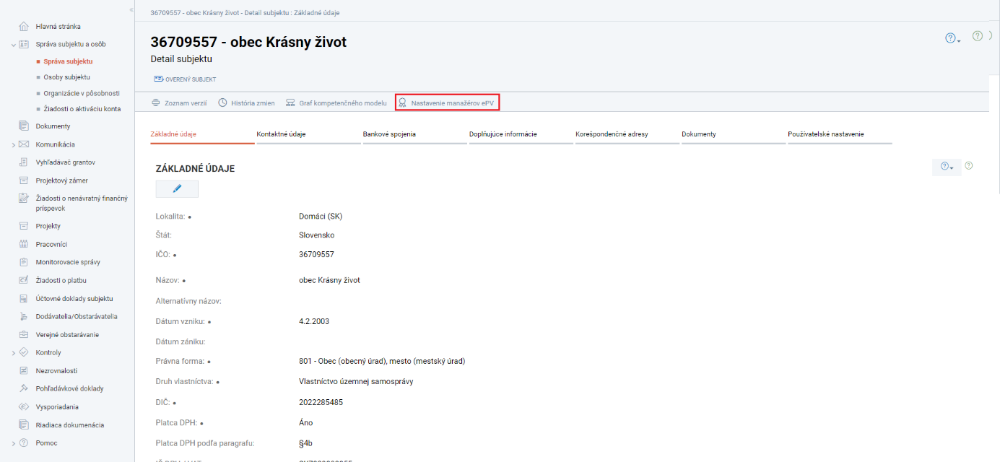 36709557 - obec Krásny život - Detail subjektu : Základné údaje
36709557 - obec Krásny život
Detail subjektu
OVERENÝ SUBJEKT
Zoznam verzií
História zmien
Graf kompetenčného modelu
Nastavenie manažérov ePV
Hlavná stránka
Správa subjektu a osôb
Správa subjektu
Osoby subjektu
Organizácie v pôsobnosti
Žiadosti o aktiváciu konta
Dokumenty
Komunikácia
Vyhľadávač grantov
Projektový zámer
Žiadosti o nenávratný finančný
príspevok
Projekty
Pracovníci
Monitorovacie správy
Žiadosti o platbu
Účtovné doklady subjektu
Dodávatelia/Obstarávatelia
Verejné obstarávanie
Kontroly
Nezrovnalosti
Pohľadávkové doklady
Vysporiadania
Riadiaca dokumenácia
Pomoc
Základné údaje
Kontaktné údaje
Bankové spojenia
Doplňujúce informácie
Korešpondenčné adresy
Dokumenty
Používatelské nastavenie
ZÁKLADNÉ ÚDAJE
Lokalita: Domáci (SK)
Štát: Slovensko
IČO: 36709557
Názov: obec Krásny život
Alternatívny názov:
Dátum vzniku: 4.2.2003
Dátum zániku:
Právna forma: 801 - Obec (obecný úrad), mesto (mestský úrad)
Druh vlastníctva: Vlastníctvo územnej samosprávy
DIČ: 2022285485
Platca DPH: Áno
Platca DPH podľa paragrafu: §4b